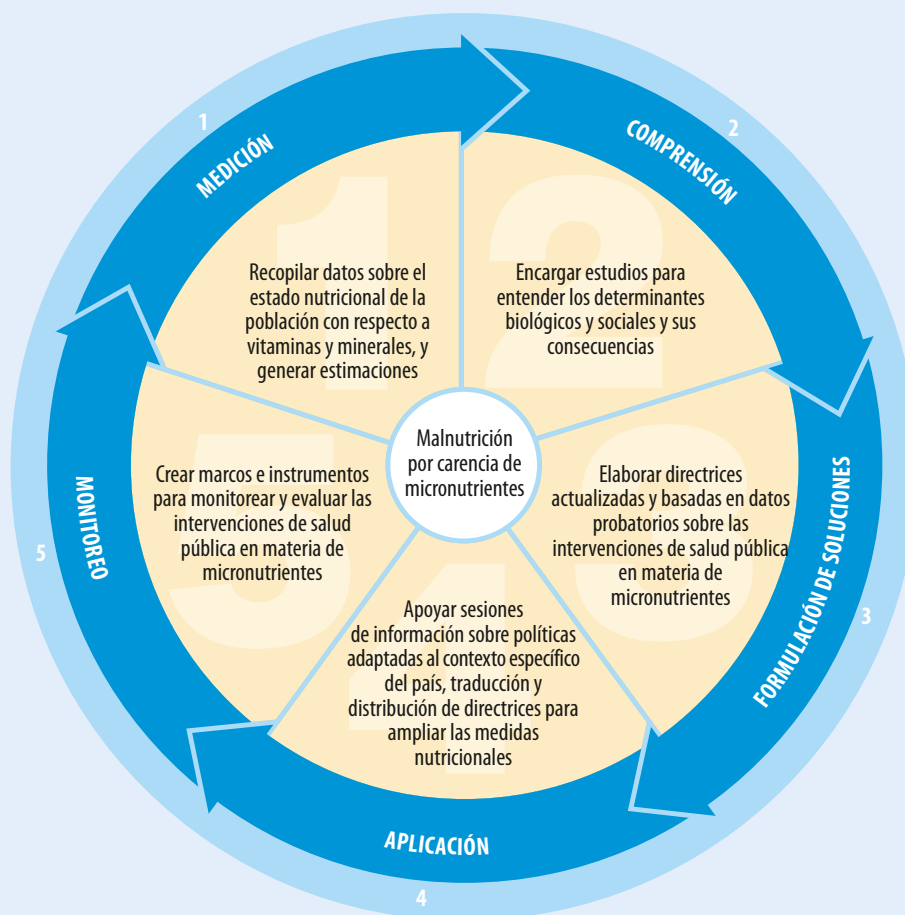 1
MEDICIÓN
Recopilar datos sobre el
estado nutricional de la
población con respecto a
vitaminas y minerales, y
generar estimaciones
1
2
COMPRENSIÓN
Encargar estudios para
entender los determinantes
biológicos y sociales y sus
consecuencias
2
Malnutrición
por carencia de
micronutrientes
3
FORMULACIÓN DE SOLUCIONES
Elaborar directrices
actualizadas y basadas en datos
probatorios sobre las
intervenciones de salud pública
en materia de
micronutrientes
3
4
APLICACIÓN
Apoyar sesiones
de información sobre políticas
adaptadas al contexto específico
del país, traducción y
distribución de directrices para
ampliar las medidas
nutricionales
4
5
MONITOREO
Crear marcos e instrumentos
para monitorear y evaluar las
intervenciones de salud
pública en materia de
micronutrientes
5